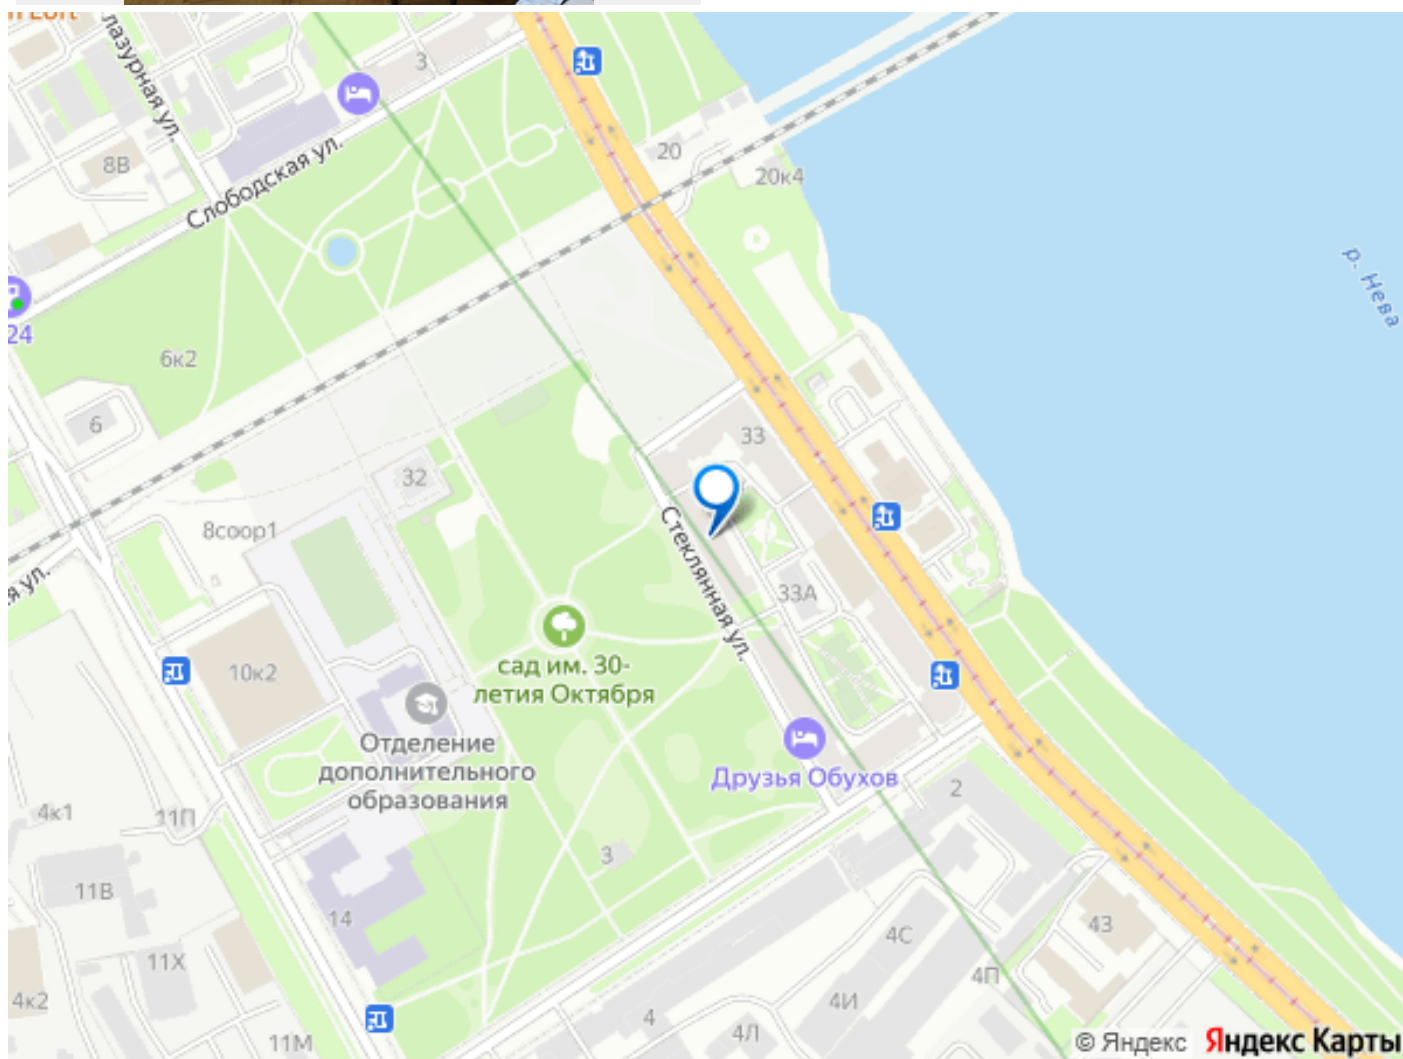 лазурная ул.
3
8В
Слободская ул.
20
20к4
р. Нева
24
6к2
6
33
32
8соор1
Стеклянная ул.
33А
я ул.
сад им. 30-
летия Октября
10к2
Отделение
дополнительного
образования
Друзья Обухов
2
4к1
11П
3
11В
14
43
4С
11Х
4П
4к2
4И
4
4Л
11М
© Яндекс Яндекс Карты